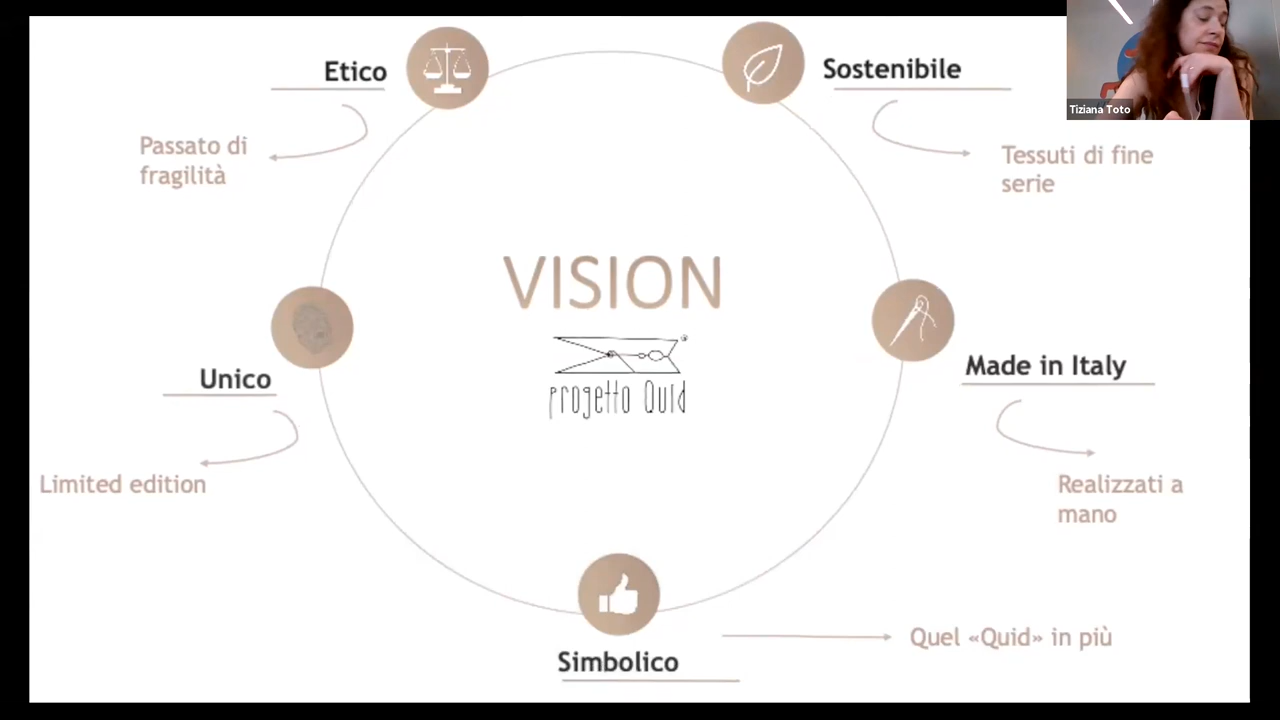 Etico
Sostenibile
Tiziana Toto
Passato di
fragilità
Tessuti di fine
serie
VISION
progetto Quid
Unico
Made in Italy
Limited edition
Realizzati a
mano
Simbolico
Quel «Quid» in più